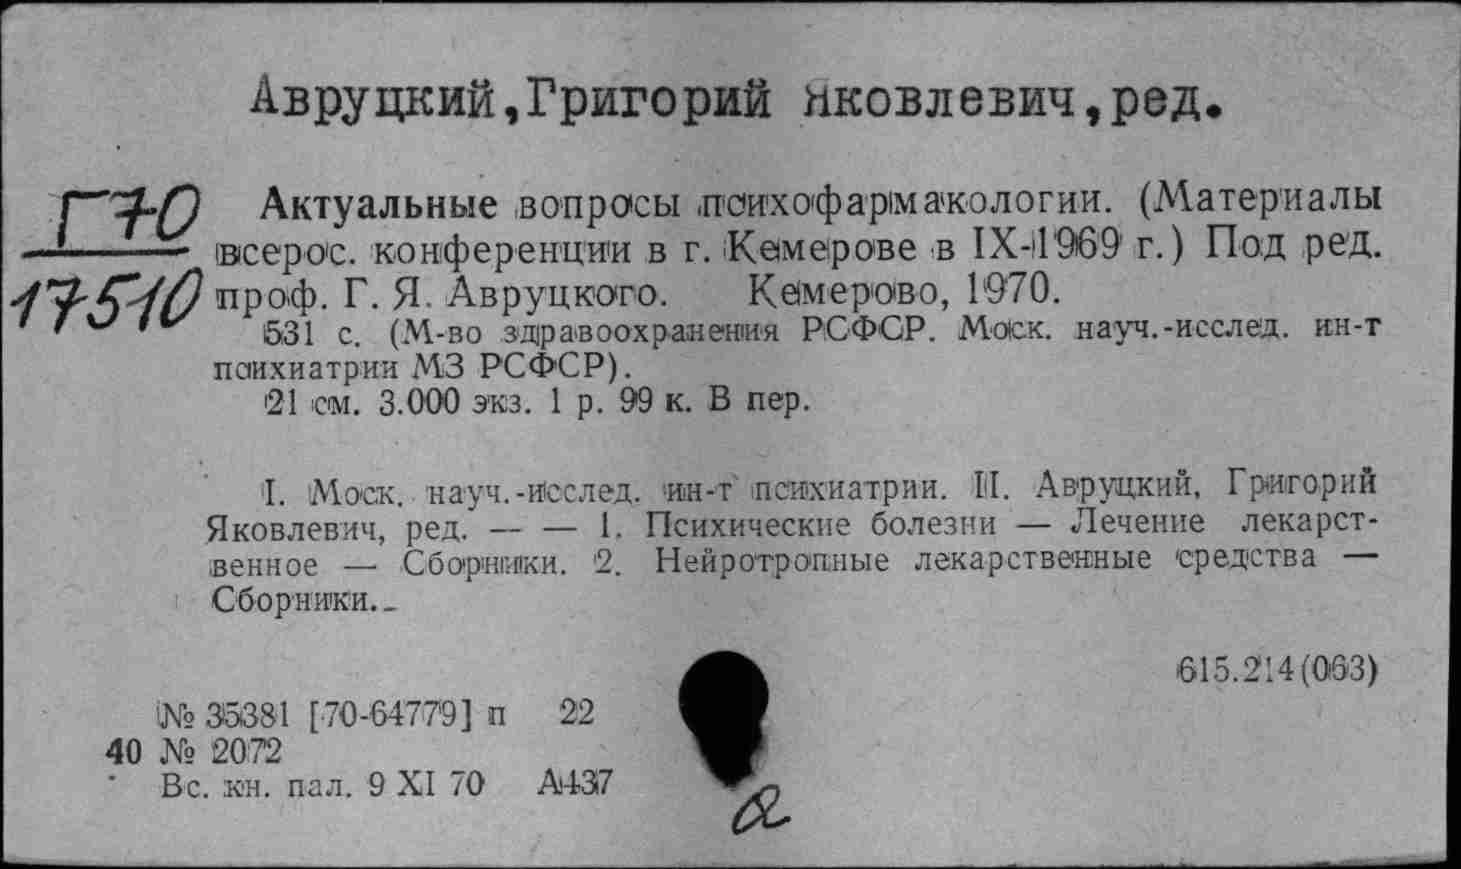 Авруцкий,Григорий Яковлевич,ред.
Г70
17510
Актуальные вопросы психофармакологии. (Материалы
всерос. конференции в г. Кемерове в IX-1969 г.) Под ред.
проф. Г. Я. Авруцкого. Кемерово, 1970.
531 с. (М-во здравоохранения РСФСР. Моск. науч.-исслед. ин-т
психиатрии МЗ РСФСР).
21 см. 3.000 экз. 1 р. 99 к. В пер.
I. Моск. науч.-исслед. ин-т психиатрии. II. Авруцкий, Григорий
Яковлевич, ред. — — 1. Психические болезни — Лечение лекарст-
венное — Сборники. 2. Нейротропные лекарственные средства —
Сборники.
615.214(063)
№ 35381 [70-64779] п 22
40 № 2072
Вс. кн. пал. 9 XI 70 А437